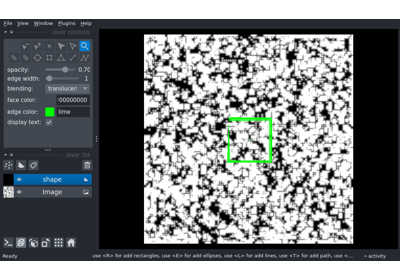 File View Window Plugins Help
layer controls
opacity: 0.70
edge width: 1
blending: translucen
face color: 00000000
edge color: lime
display text:
layer list
shape
Image
Ready
use <R> for add rectangles, use <E> for add ellipses, use <L> for add lines, use <T> for add path, use <...
activity